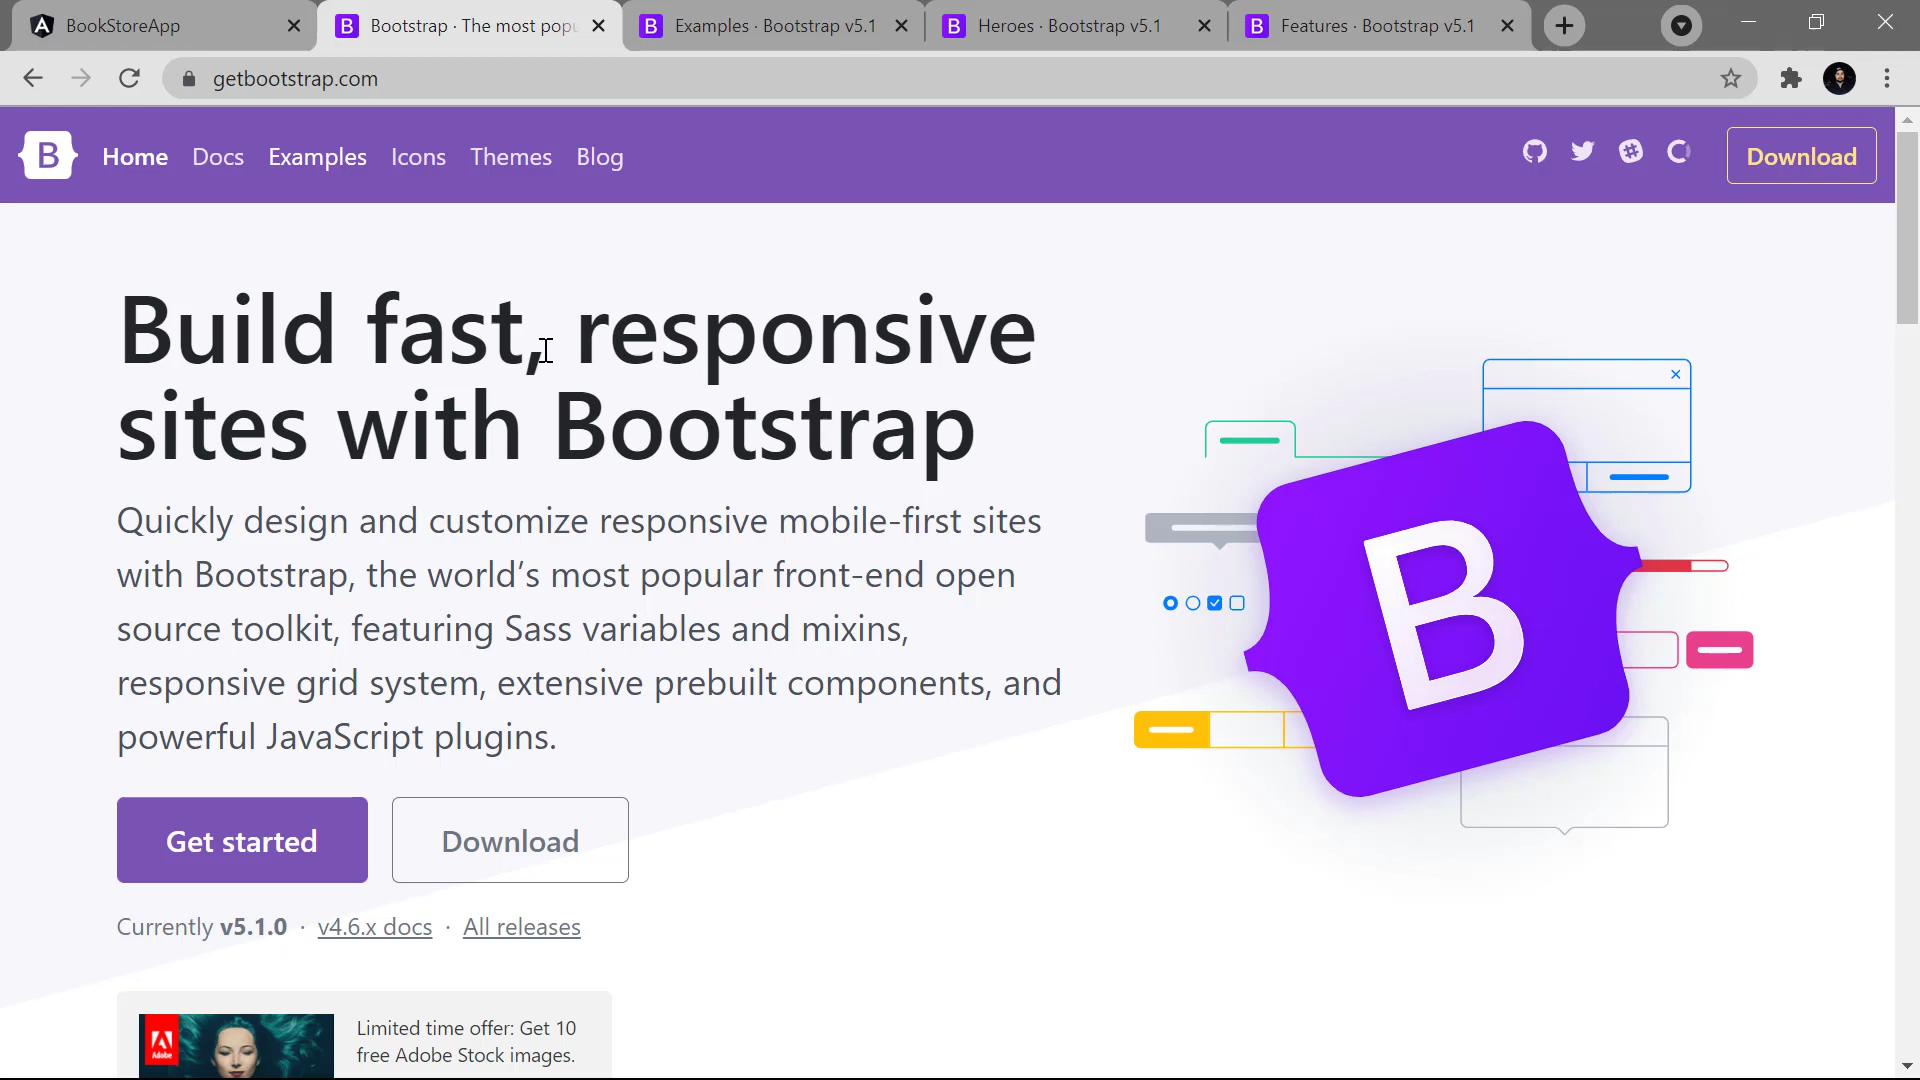 BookStoreApp
Bootstrap · The most popu
Examples · Bootstrap v5.1
Heroes · Bootstrap v5.1
Features · Bootstrap v5.1
getbootstrap.com
B
Home
Docs
Examples
Icons
Themes
Blog
Download
Build fast, responsive
sites with Bootstrap
Quickly design and customize responsive mobile-first sites
with Bootstrap, the world’s most popular front-end open
source toolkit, featuring Sass variables and mixins,
responsive grid system, extensive prebuilt components, and
powerful JavaScript plugins.
B
Get started
Download
Currently v5.1.0 · v4.6.x docs · All releases
Adobe
Limited time offer: Get 10
free Adobe Stock images.